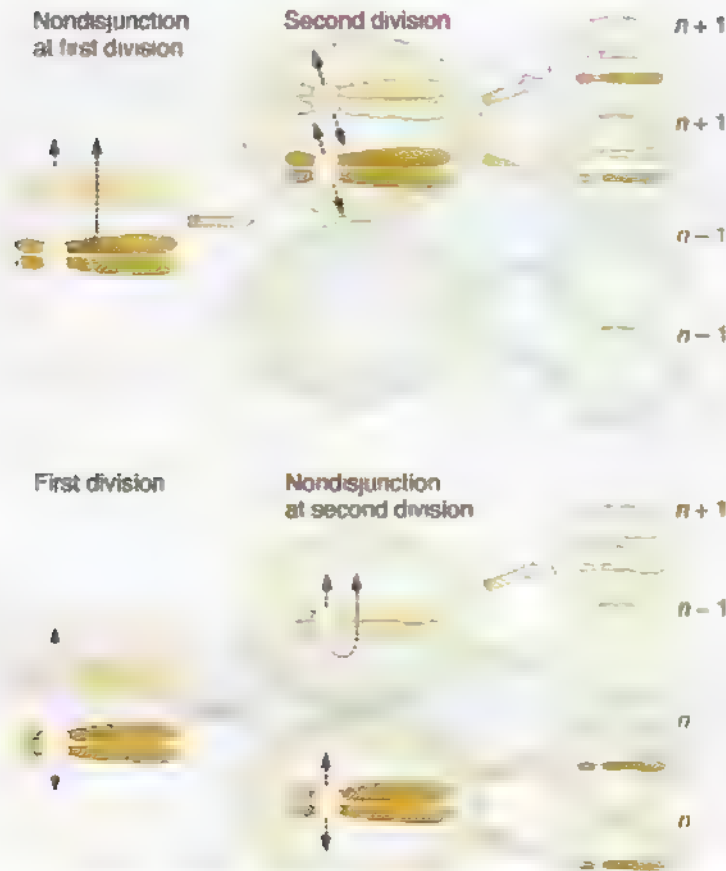 Nondisjunction
at first division
Second division
n + 1
n + 1
n − 1
n − 1
First division
Nondisjunction
at second division
n + 1
n − 1
n
n